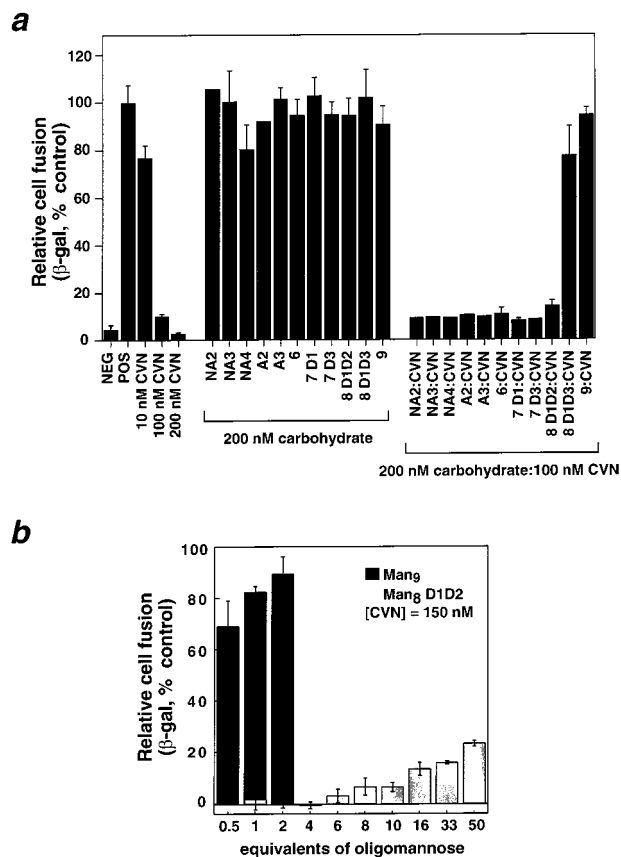 a
Relative cell fusion
(β-gal, % control)
120
100
80
60
40
20
0
NEG
POS
10 nM CVN
100 nM CVN
200 nM CVN
NA2
NA3
NA4
A2
A3
6
7 D1
7 D3
8 D1D2
8 D1D3
9
NA2:CVN
NA3:CVN
NA4:CVN
A2:CVN
A3:CVN
6:CVN
7 D1:CVN
7 D3:CVN
8 D1D2:CVN
8 D1D3:CVN
9:CVN
200 nM carbohydrate
200 nM carbohydrate:100 nM CVN
b
Relative cell fusion
(β-gal, % control)
100
80
60
40
20
0
Man9
Man8 D1D2
[CVN] = 150 nM
0.5 1 2 4 6 8 10 16 33 50
equivalents of oligomannose